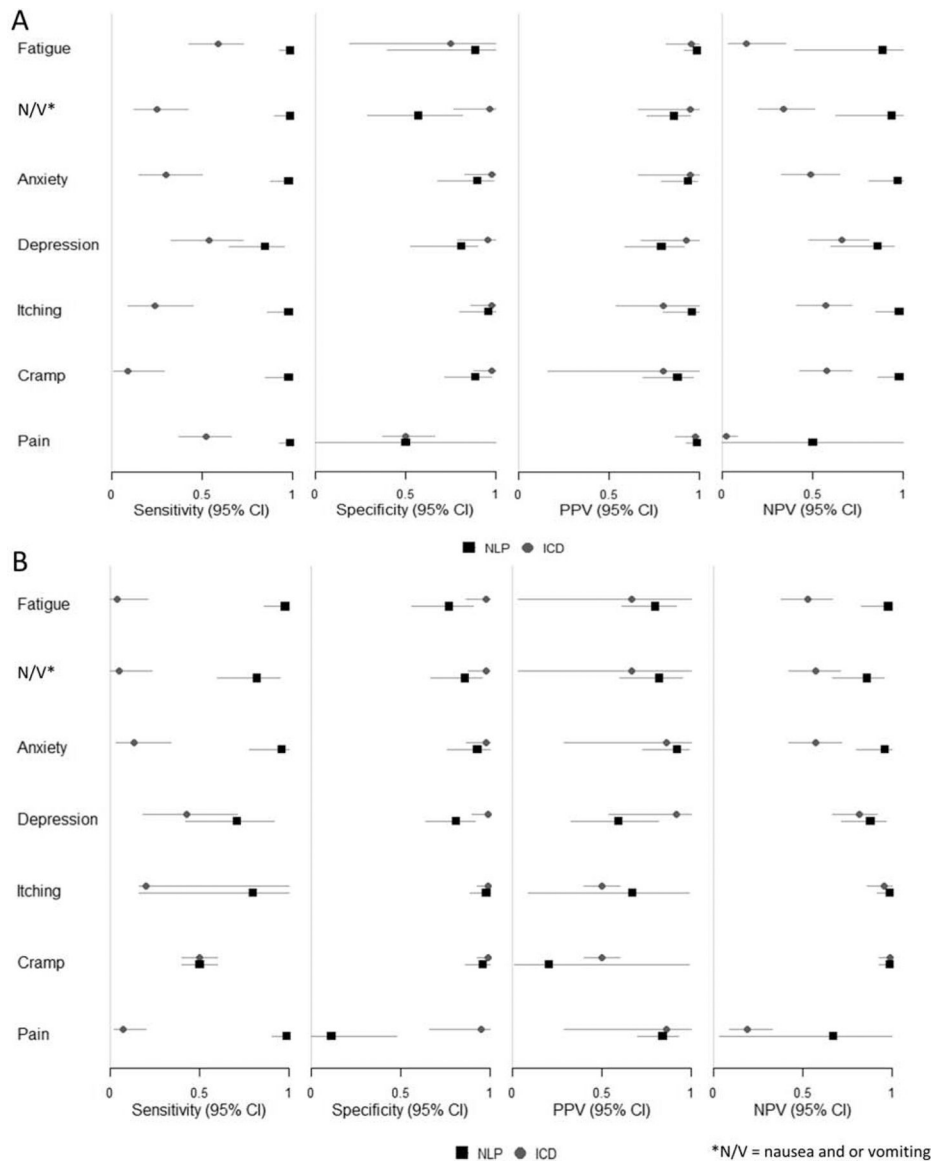 A
Fatigue
N/V*
Anxiety
Depression
Itching
Cramp
Pain
0 0.5 1 0 0.5 1 0 0.5 1 0 0.5 1
Sensitivity (95% CI) Specificity (95% CI) PPV (95% CI) NPV (95% CI)
NLP ICD
B
Fatigue
N/V*
Anxiety
Depression
Itching
Cramp
Pain
0 0.5 1 0 0.5 1 0 0.5 1 0 0.5 1
Sensitivity (95% CI) Specificity (95% CI) PPV (95% CI) NPV (95% CI)
NLP ICD
*N/V = nausea and or vomiting